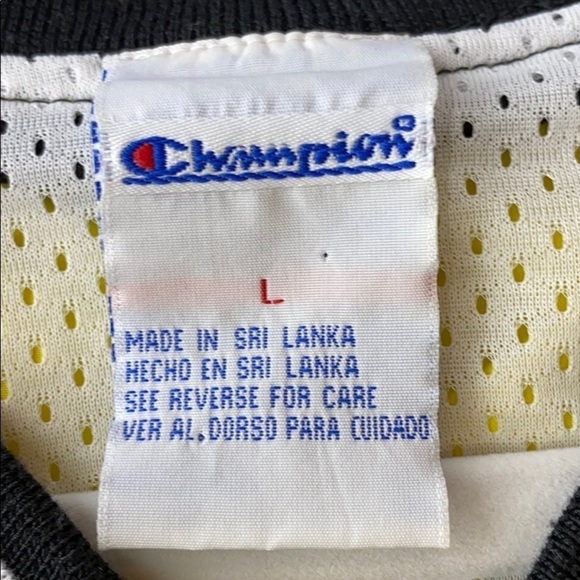 Champion
L
MADE IN SRI LANKA
HECHO EN SRI LANKA
SEE REVERSE FOR CARE
VER AL DORSO PARA CUIDADO